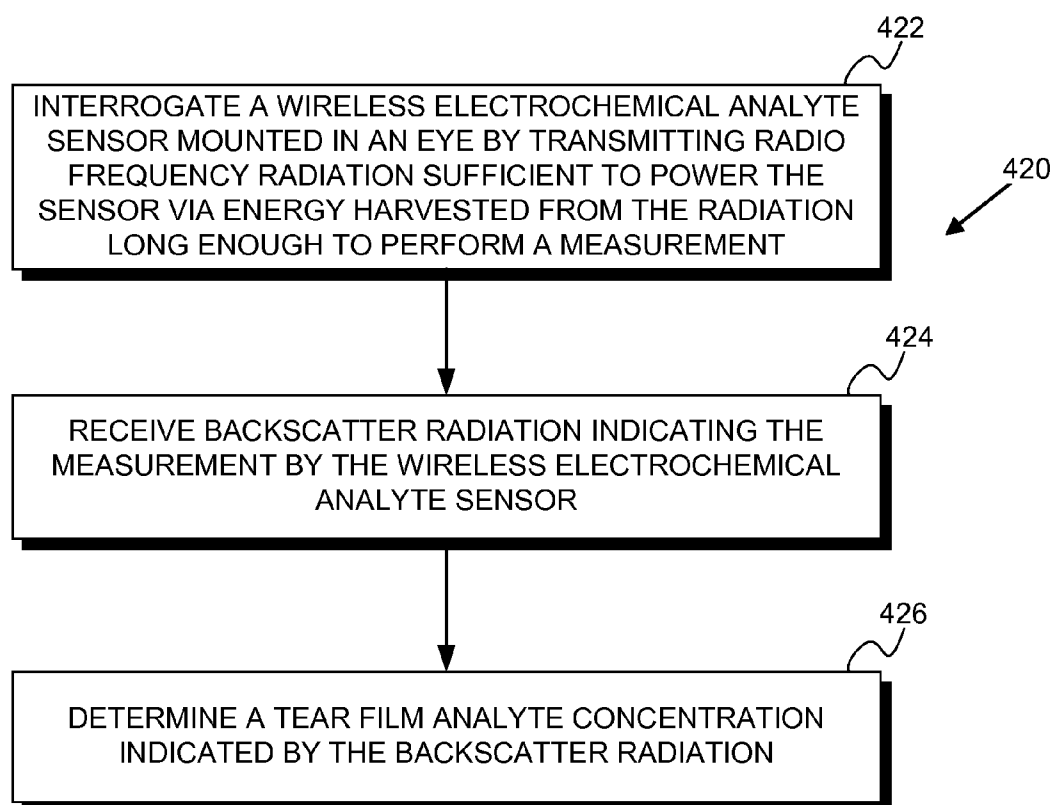 422
INTERROGATE A WIRELESS ELECTROCHEMICAL ANALYTE
SENSOR MOUNTED IN AN EYE BY TRANSMITTING RADIO
FREQUENCY RADIATION SUFFICIENT TO POWER THE
SENSOR VIA ENERGY HARVESTED FROM THE RADIATION
LONG ENOUGH TO PERFORM A MEASUREMENT
420
424
RECEIVE BACKSCATTER RADIATION INDICATING THE
MEASUREMENT BY THE WIRELESS ELECTROCHEMICAL
ANALYTE SENSOR
426
DETERMINE A TEAR FILM ANALYTE CONCENTRATION
INDICATED BY THE BACKSCATTER RADIATION